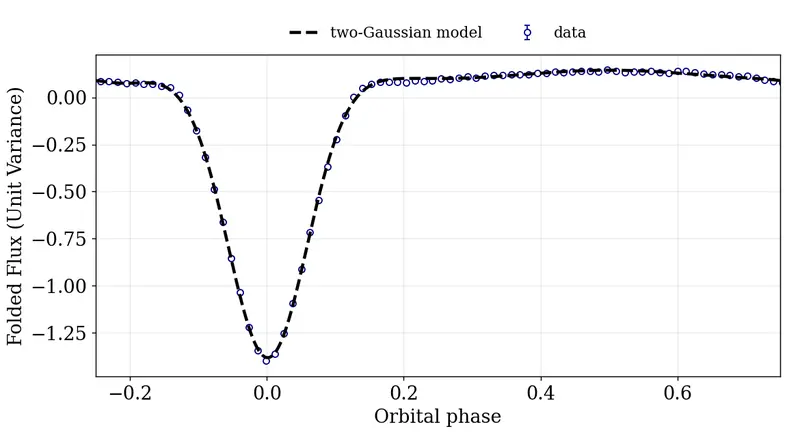 two-Gaussian model data
0.00
−0.25
−0.50
−0.75
−1.00
−1.25
Folded Flux (Unit Variance)
−0.2 0.0 0.2 0.4 0.6
Orbital phase